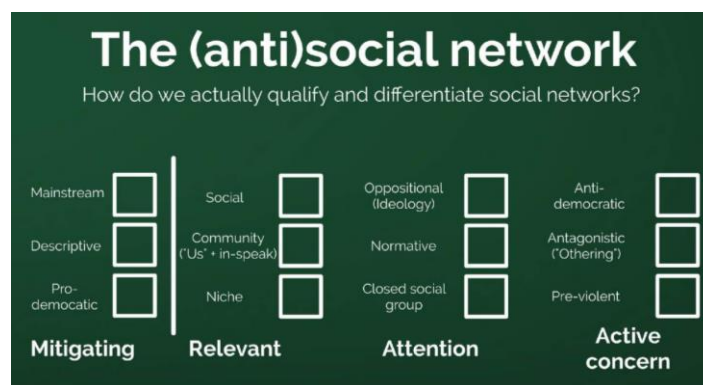 The (anti)social network
How do we actually qualify and differentiate social networks?
Mainstream
Descriptive
Pro-
democatic
Mitigating
Social
Community
("Us" + in-speak)
Niche
Relevant
Oppositional
(Ideology)
Normative
Closed social
group
Attention
Anti-
democratic
Antagonistic
("Othering")
Pre-violent
Active
concern